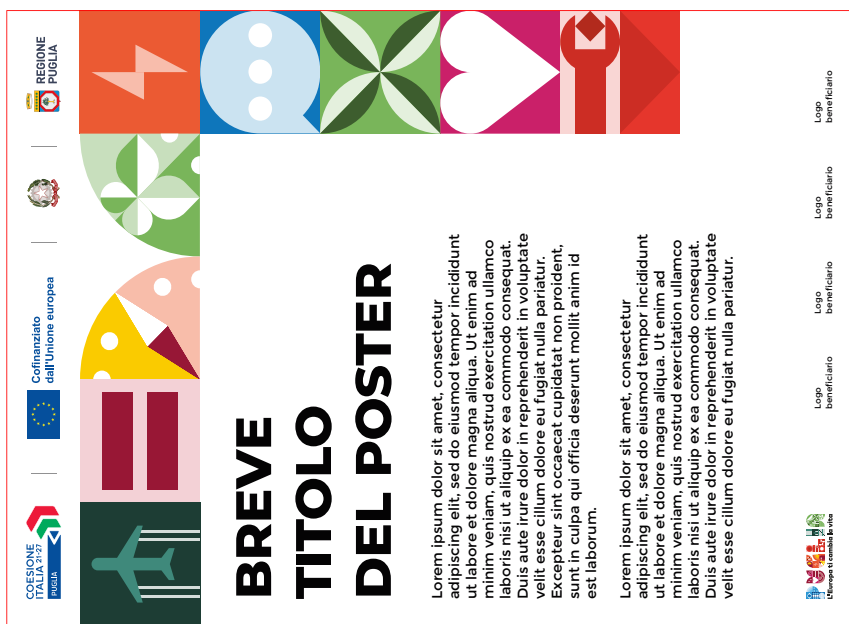 COESIONE
ITALIA 21-27
PUGLIA
Cofinanziato
dall'Unione europea
REGIONE
PUGLIA
BREVE
TITOLO
DEL POSTER
Lorem ipsum dolor sit amet, consectetur
adipiscing elit, sed do eiusmod tempor incididunt
ut labore et dolore magna aliqua. Ut enim ad
minim veniam, quis nostrud exercitation ullamco
laboris nisi ut aliquip ex ea commodo consequat.
Duis aute irure dolor in reprehenderit in voluptate
velit esse cillum dolore eu fugiat nulla pariatur.
Excepteur sint occaecat cupidatat non proident,
sunt in culpa qui officia deserunt mollit anim id
est laborum.
Lorem ipsum dolor sit amet, consectetur
adipiscing elit, sed do eiusmod tempor incididunt
ut labore et dolore magna aliqua. Ut enim ad
minim veniam, quis nostrud exercitation ullamco
laboris nisi ut aliquip ex ea commodo consequat.
Duis aute irure dolor in reprehenderit in voluptate
velit esse cillum dolore eu fugiat nulla pariatur.
PUGLIA
L'Europa ti cambia la vita
Logo
beneficiario
Logo
beneficiario
Logo
beneficiario
Logo
beneficiario